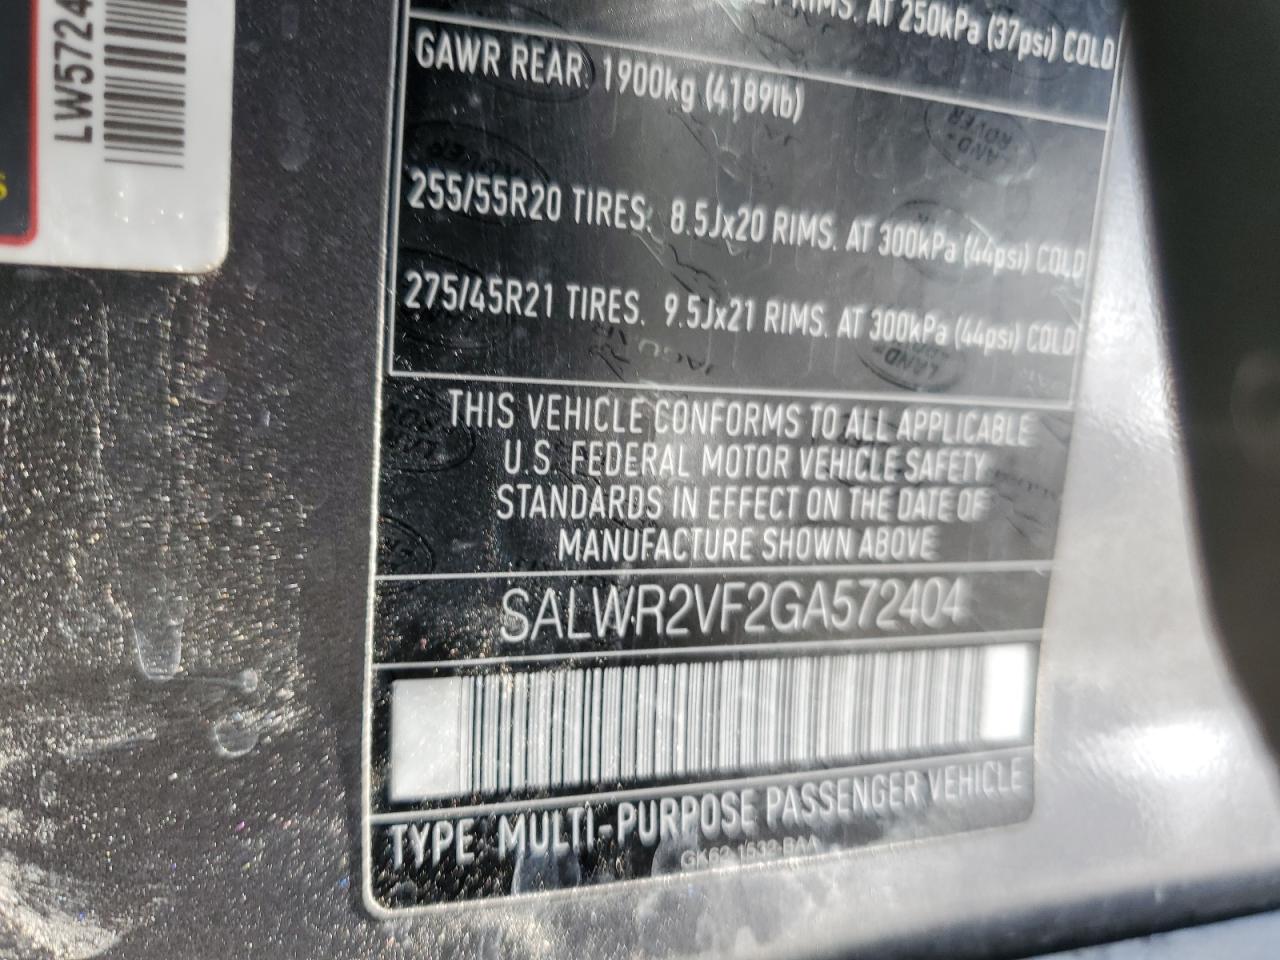 RIMS. AT 250kPa (37psi) COLD
GAWR REAR. 1900kg (4189lb)
255/55R20 TIRES. 8.5Jx20 RIMS. AT 300kPa (44psi) COLD
275/45R21 TIRES. 9.5Jx21 RIMS. AT 300kPa (44psi) COLD
THIS VEHICLE CONFORMS TO ALL APPLICABLE
U.S. FEDERAL MOTOR VEHICLE SAFETY
STANDARDS IN EFFECT ON THE DATE OF
MANUFACTURE SHOWN ABOVE
SALWR2VF2GA572404
TYPE MULTI-PURPOSE PASSENGER VEHICLE
GK62-1532-BAA
LW5724
LAND ROVER